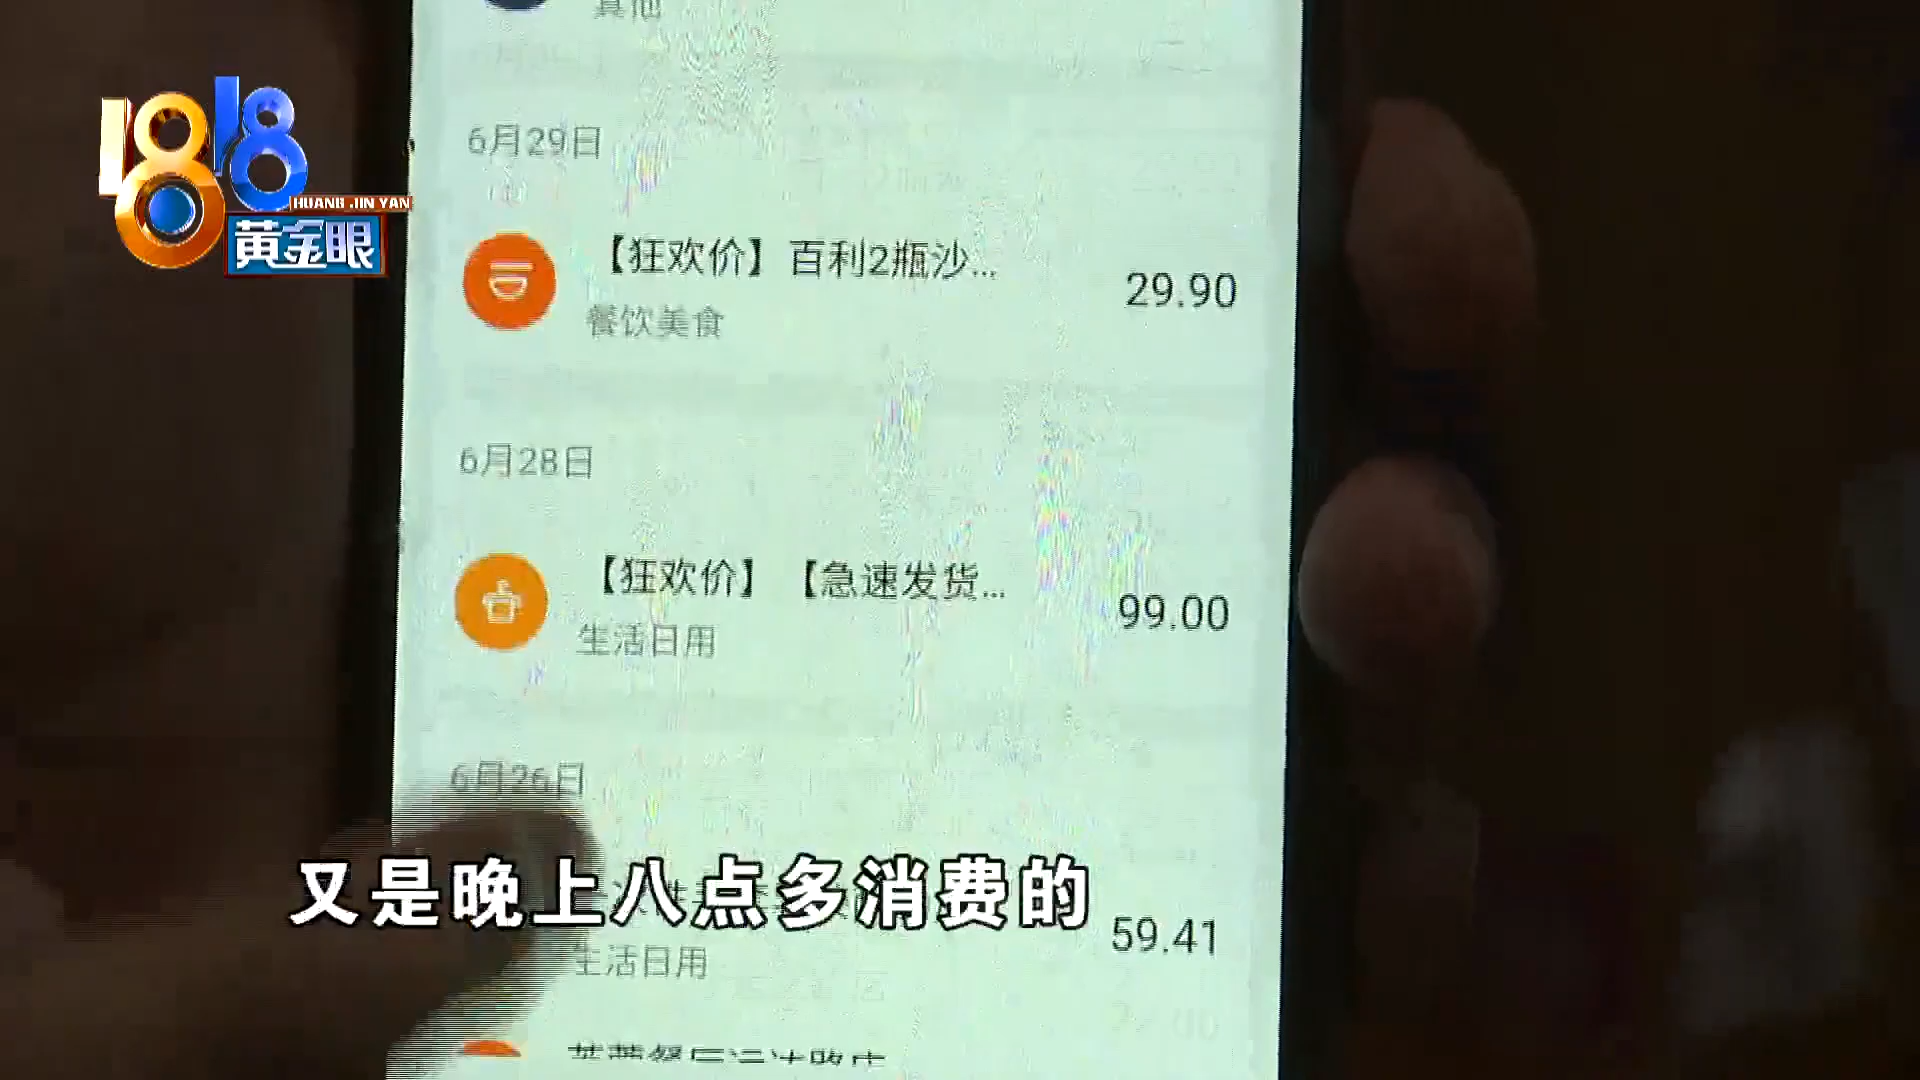 其他
1818
HUANG JIN YAN
黄金眼
6月29日
【狂欢价】百利2瓶沙...
29.90
餐饮美食
6月28日
【狂欢价】【急速发货...
99.00
生活日用
6月26日
又是晚上八点多消费的
59.41
生活日用